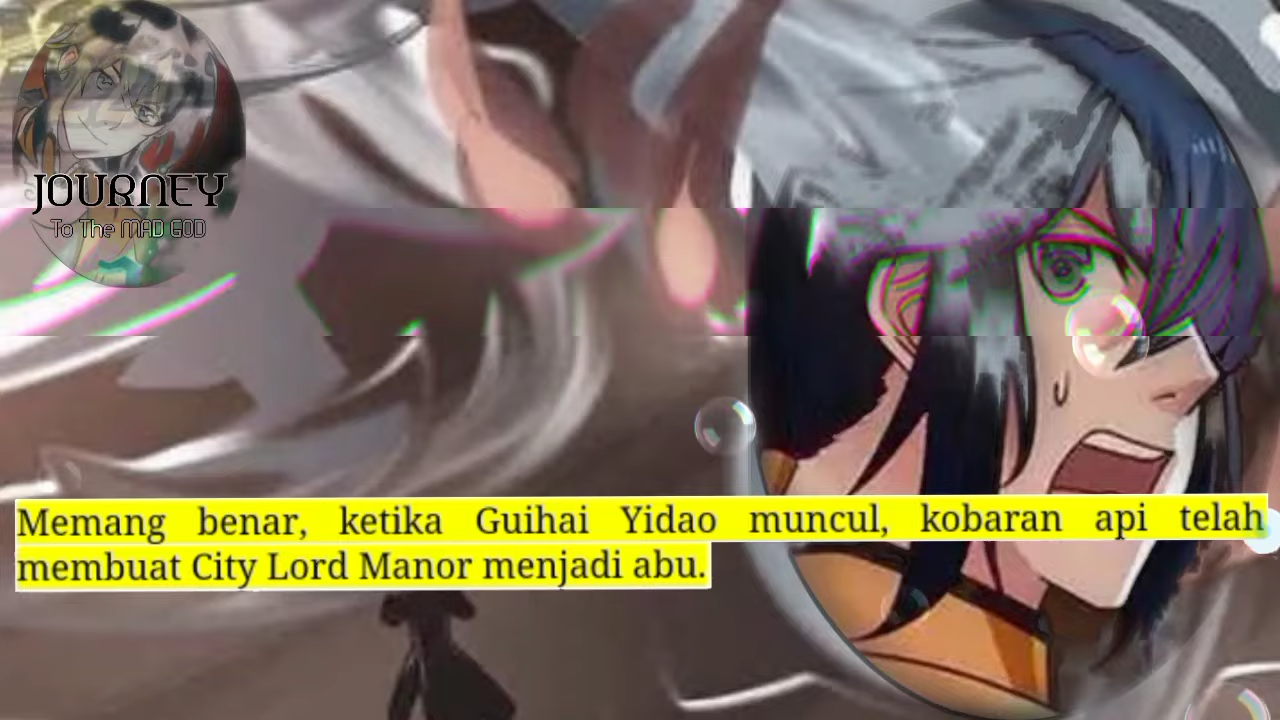 JOURNEY
To The MAD GOD
Memang benar, ketika Guihai Yidao muncul, kobaran api telah
membuat City Lord Manor menjadi abu.